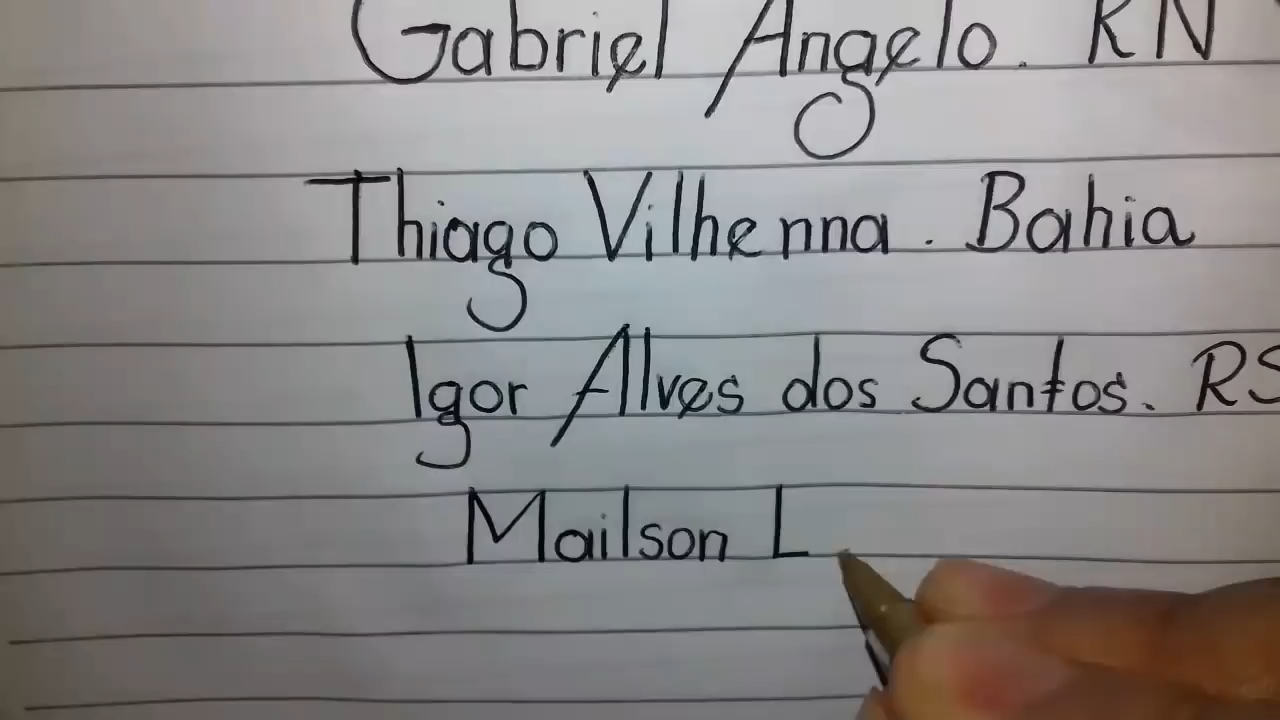 Gabriel Angelo. RN
Thiago Vilhenna. Bahia
Igor Alves dos Santos. RS
Mailson L